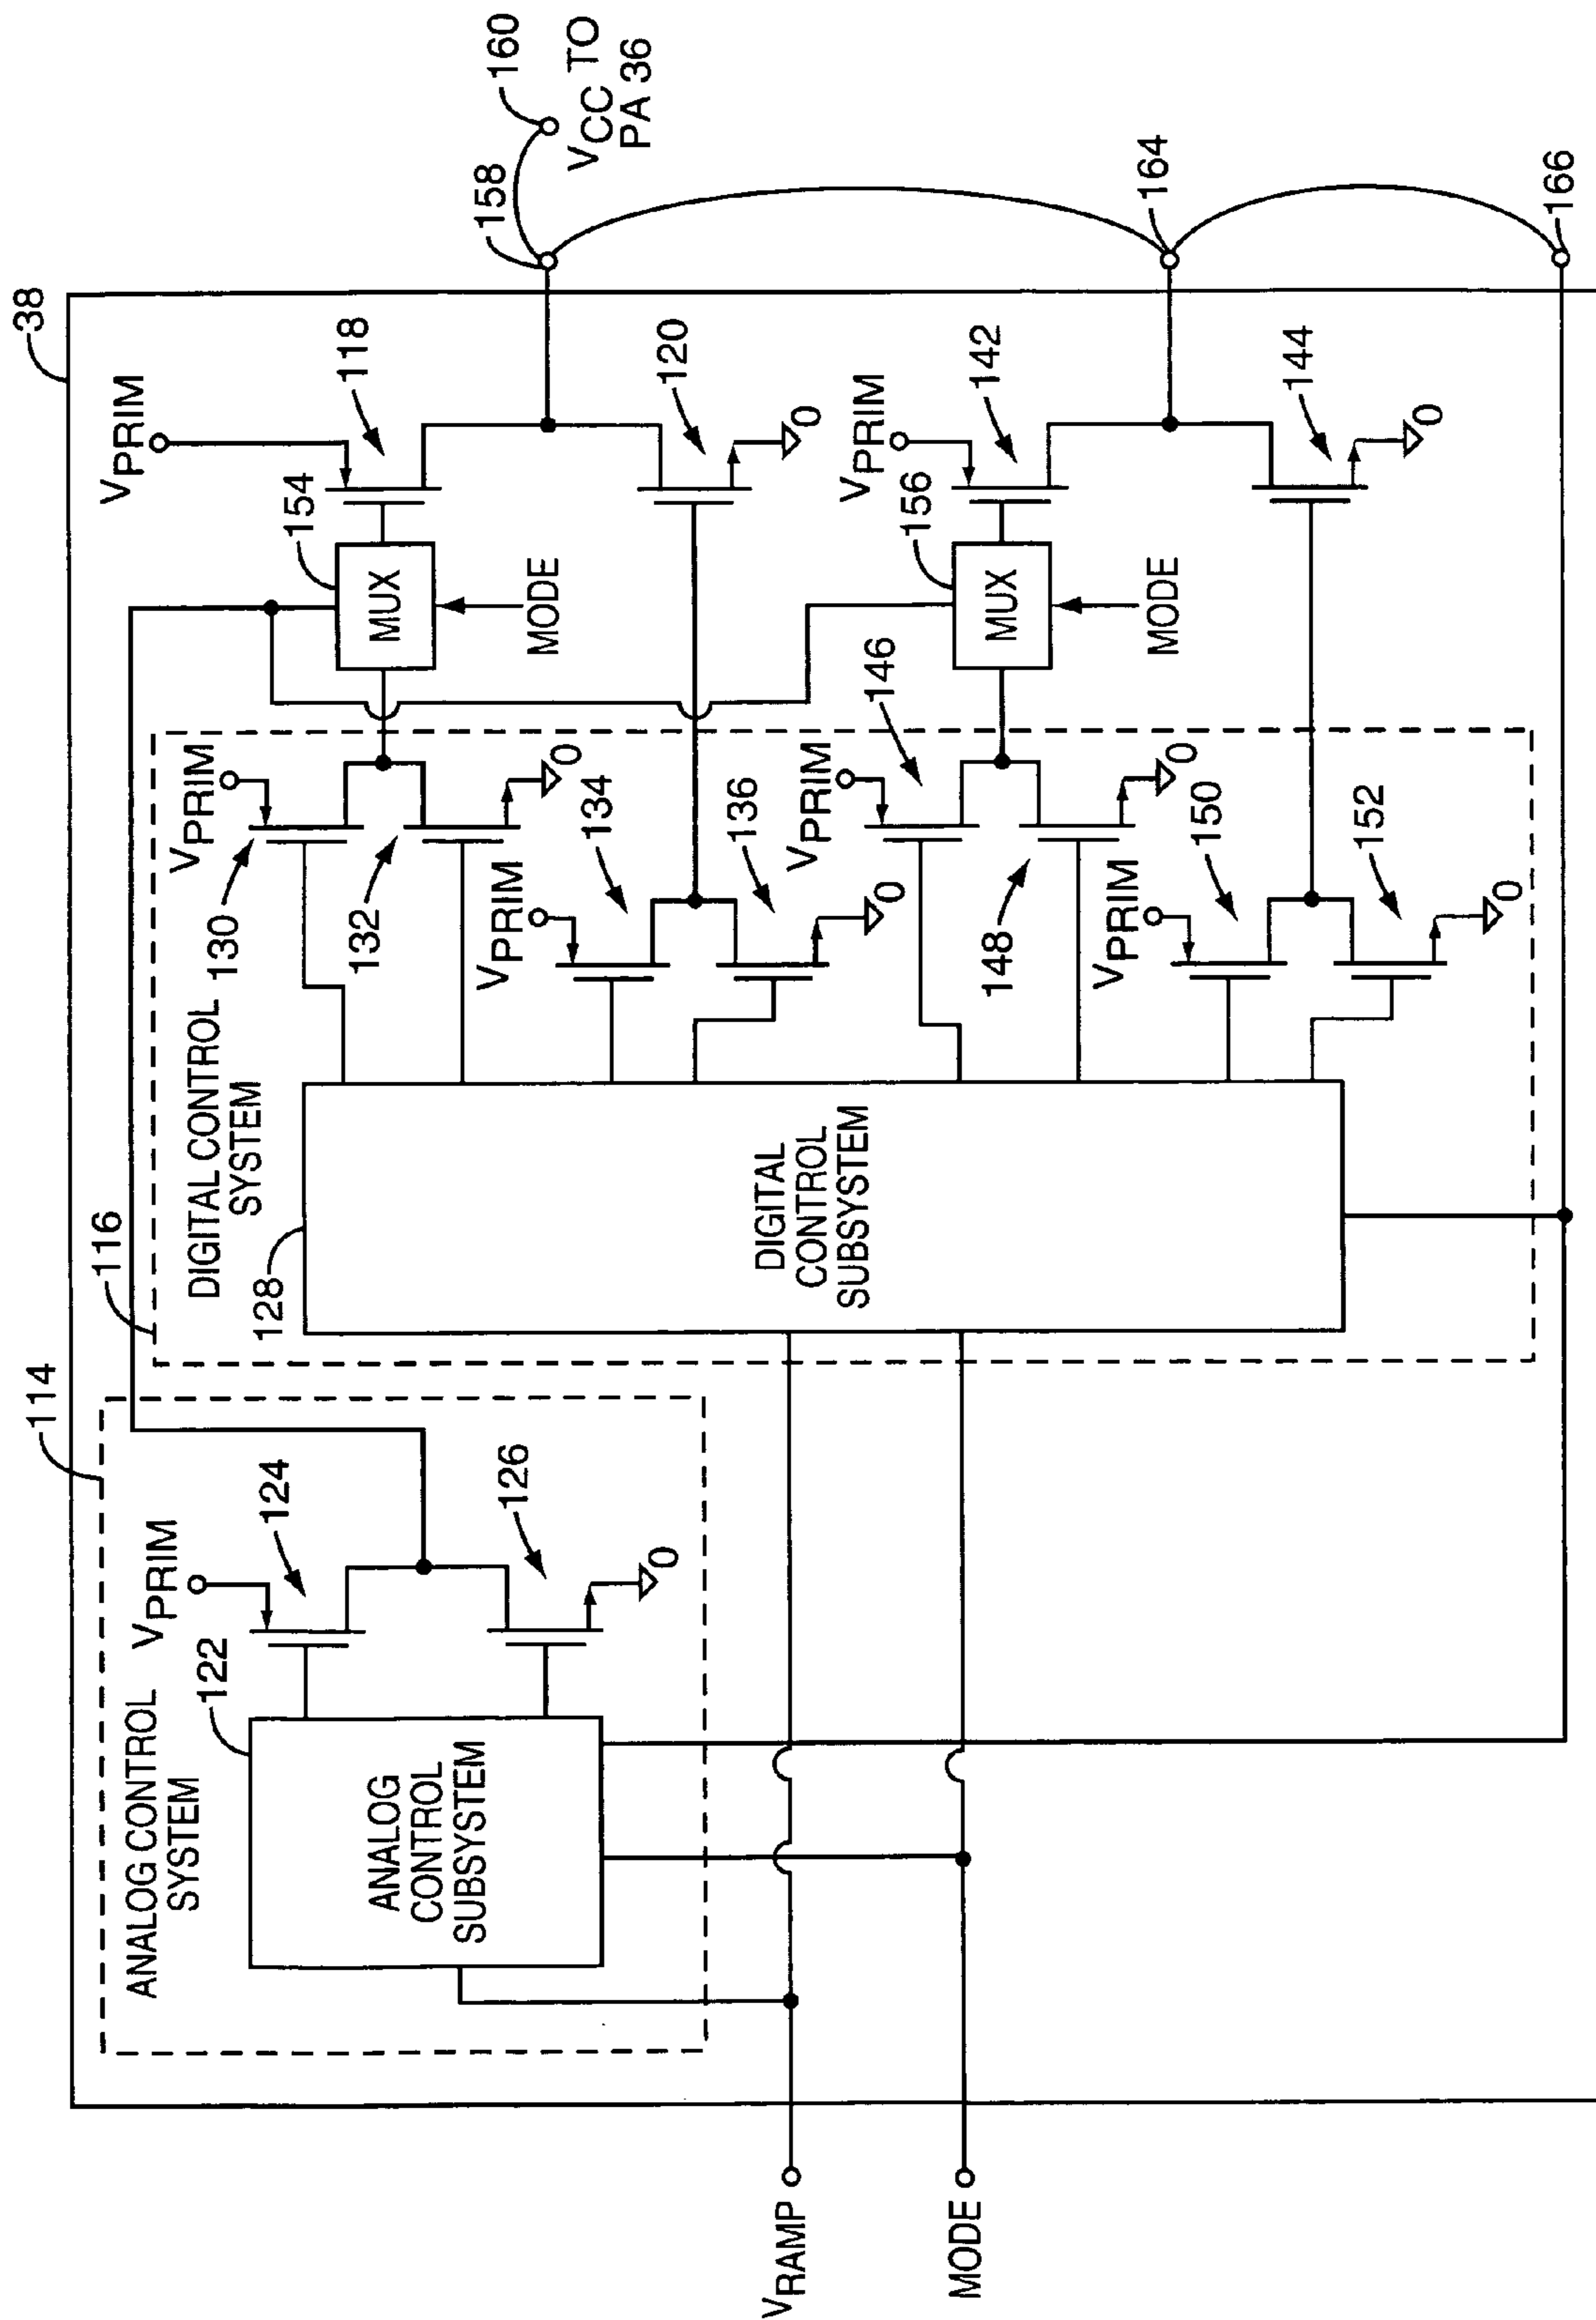 38
114
116
ANALOG CONTROL
SYSTEM
122
VPRIM
124
126
0
ANALOG
CONTROL
SUBSYSTEM
DIGITAL CONTROL
SYSTEM
128
DIGITAL
CONTROL
SUBSYSTEM
130
VPRIM
132
0
VPRIM
134
136
0
VPRIM
146
148
0
VPRIM
150
152
0
154
MUX
MODE
VPRIM
118
120
0
156
MUX
MODE
VPRIM
142
144
0
158
160
VCC TO
PA 36
164
166
VRAMP
MODE